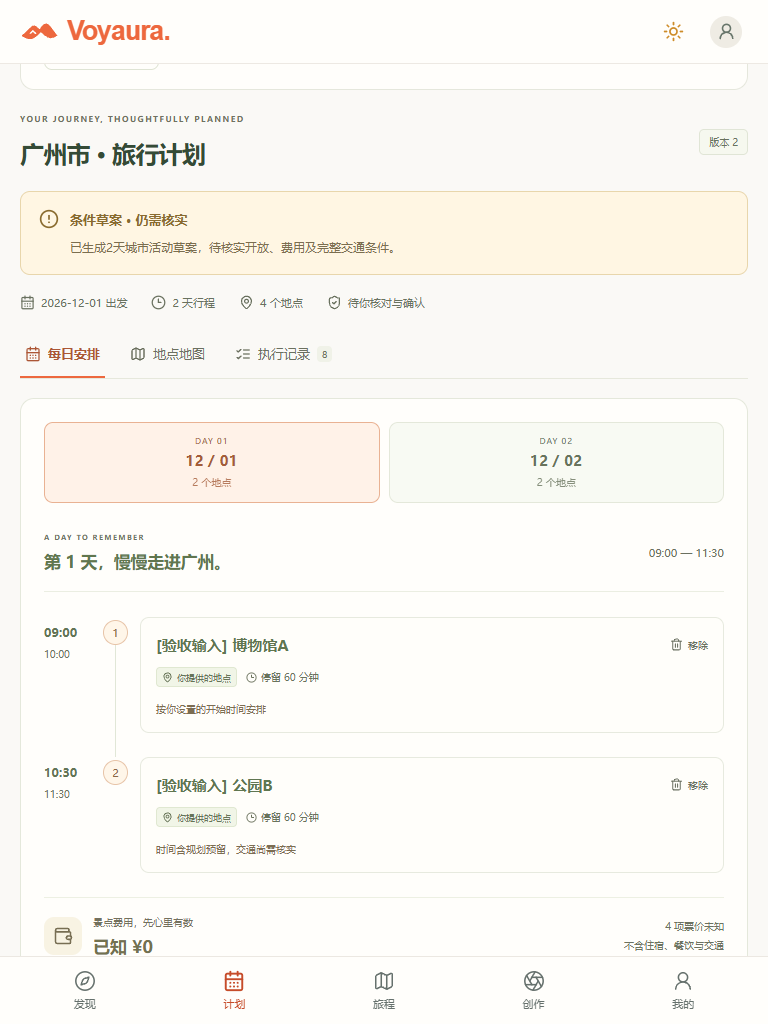 Voyaura.
YOUR JOURNEY, THOUGHTFULLY PLANNED
广州市 • 旅行计划
版本 2
条件草案 • 仍需核实
已生成2天城市活动草案，待核实开放、费用及完整交通条件。
2026-12-01 出发
2 天行程
4 个地点
待你核对与确认
每日安排
地点地图
执行记录 8
DAY 01
12 / 01
2 个地点
DAY 02
12 / 02
2 个地点
A DAY TO REMEMBER
第 1 天，慢慢走进广州。
09:00 — 11:30
09:00
10:00
1
[验收输入] 博物馆A
移除
你提供的地点
停留 60 分钟
按你设置的开始时间安排
10:30
11:30
2
[验收输入] 公园B
移除
你提供的地点
停留 60 分钟
时间含规划预留，交通尚需核实
景点费用，先心里有数
已知 ¥0
4 项票价未知
不含住宿、餐饮与交通
发现
计划
旅程
创作
我的